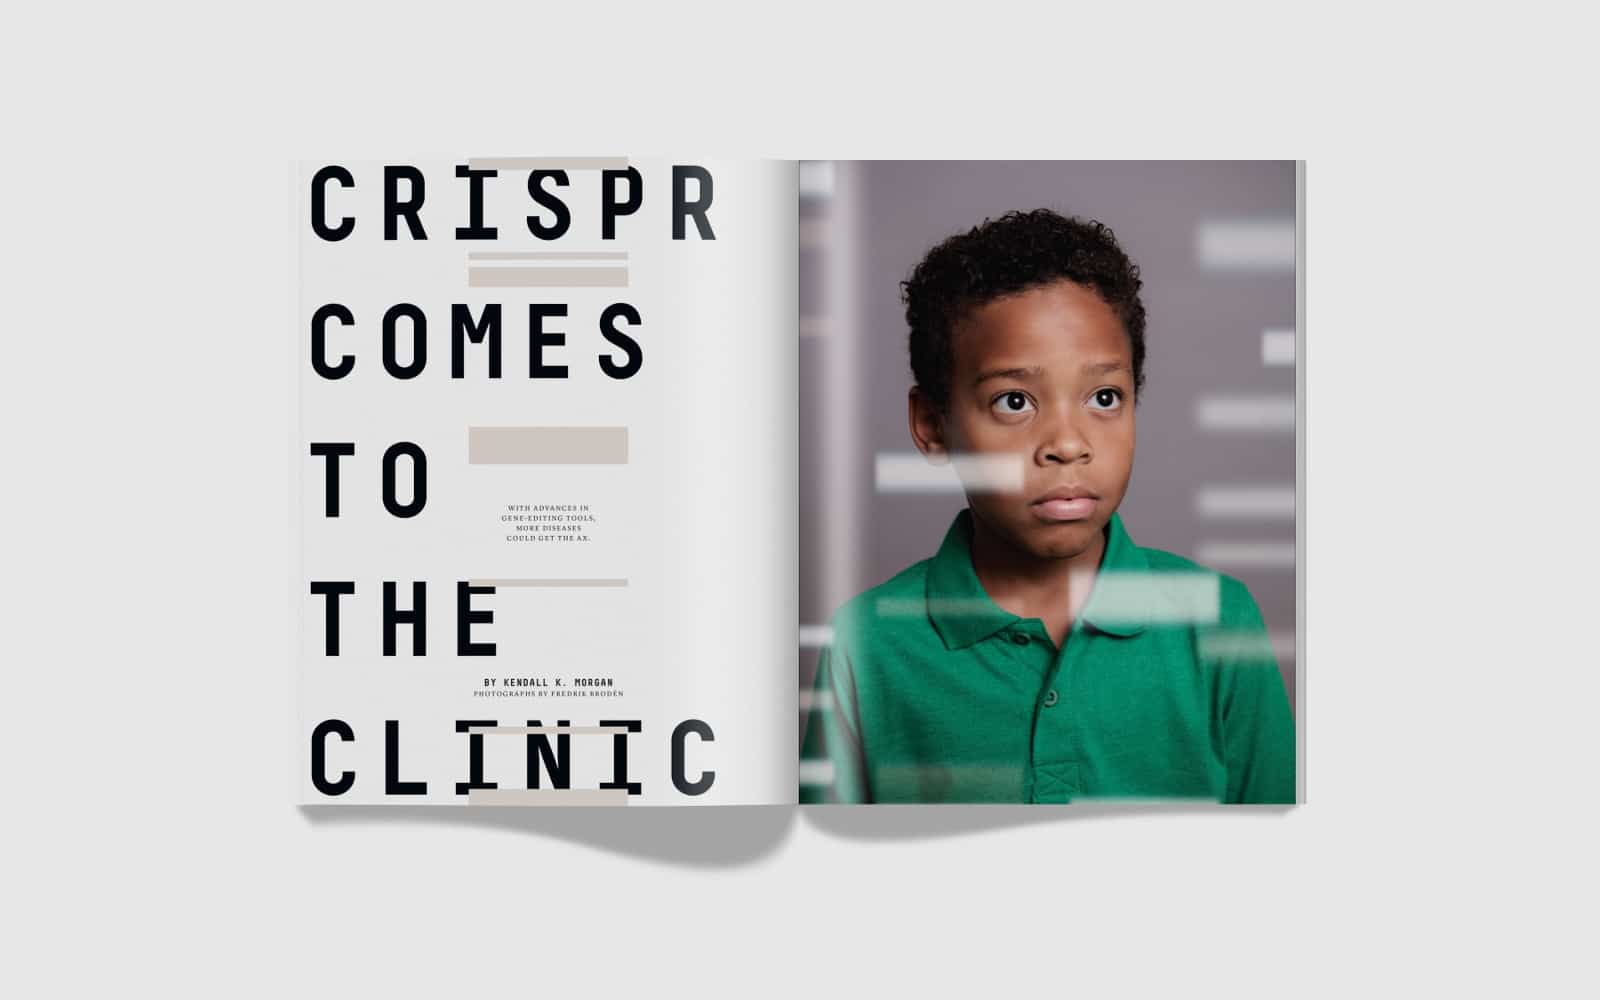 CRISPR
COMES
TO
WITH ADVANCES IN
GENE-EDITING TOOLS,
MORE DISEASES
COULD GET THE AX.
THE
BY KENDALL K. MORGAN
PHOTOGRAPHS BY FREDRIK BRODÉN
CLINIC